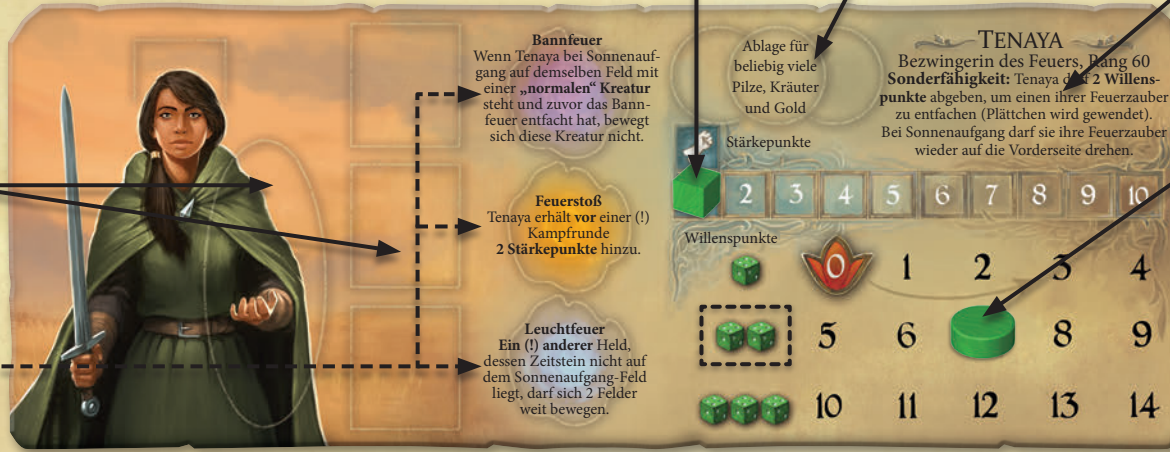 Bannfeuer
Wenn Tenaya bei Sonnenauf-
gang auf demselben Feld mit
einer „normalen“ Kreatur
steht und zuvor das Bann-
feuer entfacht hat, bewegt
sich diese Kreatur nicht.
Feuerstoß
Tenaya erhält vor einer (!)
Kampfrunde
2 Stärkepunkte hinzu.
Leuchtfeuer
Ein (!) anderer Held,
dessen Zeitstein nicht auf
dem Sonnenaufgang-Feld
liegt, darf sich 2 Felder
weit bewegen.
Ablage für
beliebig viele
Pilze, Kräuter
und Gold
TENAYA
Bezwingerin des Feuers, Rang 60
Sonderfähigkeit: Tenaya darf 2 Willens-
punkte abgeben, um einen ihrer Feuerzauber
zu entfachen (Plättchen wird gewendet).
Bei Sonnenaufgang darf sie ihre Feuerzauber
wieder auf die Vorderseite drehen.
Stärkepunkte
2 3 4 5 6 7 8 9 10
Willenspunkte
0 1 2 3 4
5 6 8 9
10 11 12 13 14